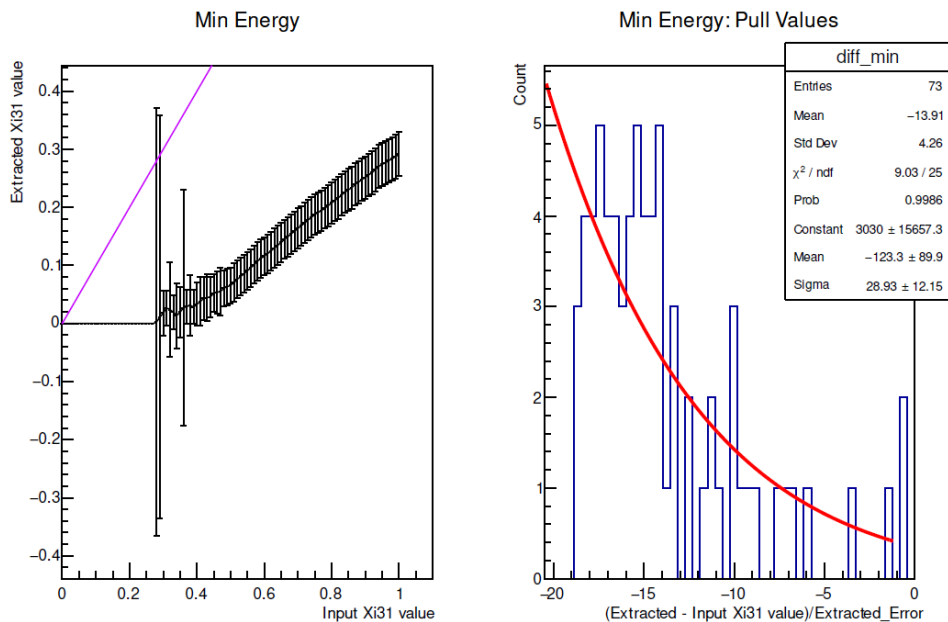 Min Energy
Extracted Xi31 value
0.4
0.3
0.2
0.1
0
−0.1
−0.2
−0.3
−0.4
0 0.2 0.4 0.6 0.8 1
Input Xi31 value
Min Energy: Pull Values
Count
5
4
3
2
1
0
−20 −15 −10 −5 0
(Extracted - Input Xi31 value)/Extracted_Error
diff_min
Entries 73
Mean −13.91
Std Dev 4.26
χ² / ndf 9.03 / 25
Prob 0.9986
Constant 3030 ± 15657.3
Mean −123.3 ± 89.9
Sigma 28.93 ± 12.15